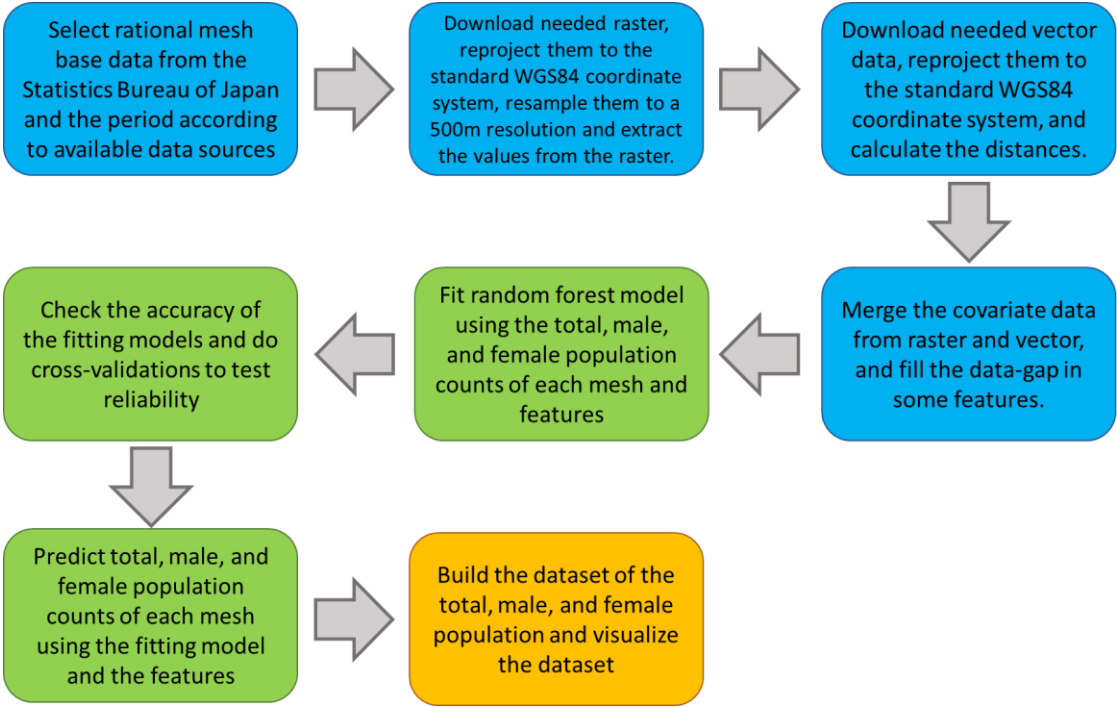 Select rational mesh
base data from the
Statistics Bureau of Japan
and the period according
to available data sources
Download needed raster,
reproject them to the
standard WGS84 coordinate
system, resample them to a
500m resolution and extract
the values from the raster.
Download needed vector
data, reproject them to
the standard WGS84
coordinate system, and
calculate the distances.
Merge the covariate data
from raster and vector,
and fill the data-gap in
some features.
Fit random forest model
using the total, male,
and female population
counts of each mesh and
features
Check the accuracy of
the fitting models and do
cross-validations to test
reliability
Predict total, male, and
female population
counts of each mesh
using the fitting model
and the features
Build the dataset of the
total, male, and female
population and visualize
the dataset